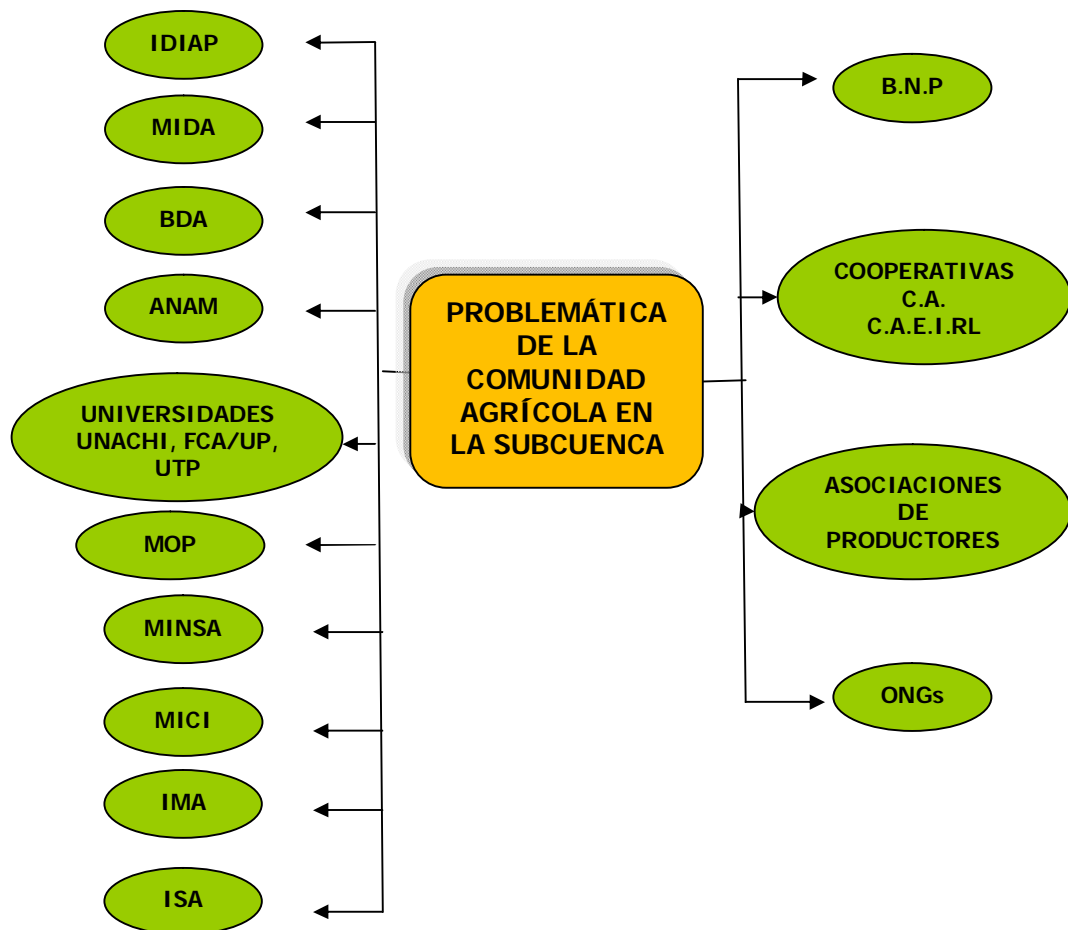 IDIAP
MIDA
BDA
ANAM
UNIVERSIDADES
UNACHI, FCA/UP,
UTP
MOP
MINSA
MICI
IMA
ISA
PROBLEMÁTICA
DE LA
COMUNIDAD
AGRÍCOLA EN
LA SUBCUENCA
B.N.P
COOPERATIVAS
C.A.
C.A.E.I.RL
ASOCIACIONES
DE
PRODUCTORES
ONGs